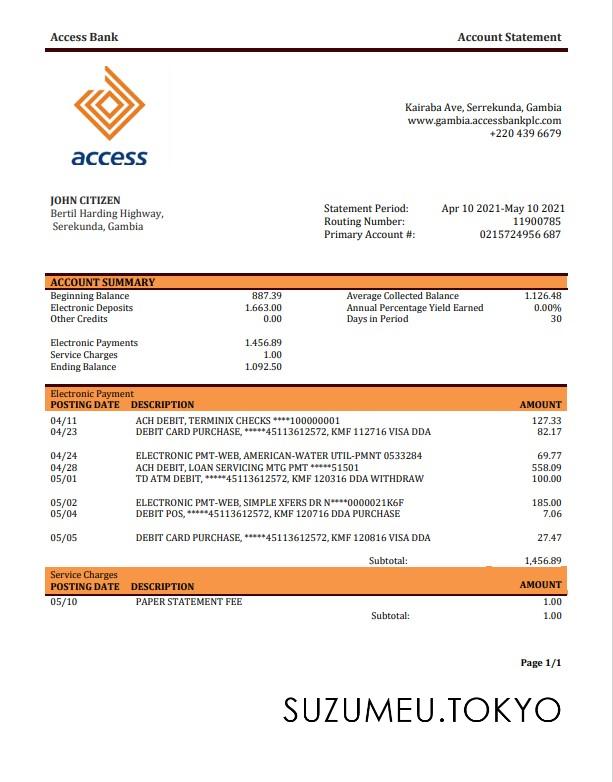 Access Bank Account Statement
access
Kairaba Ave, Serrekunda, Gambia
www.gambia.accessbankplc.com
+220 439 6679
JOHN CITIZEN
Bertil Harding Highway,
Serekunda, Gambia
Statement Period: Apr 10 2021-May 10 2021
Routing Number: 11900785
Primary Account #: 0215724956 687
ACCOUNT SUMMARY
Beginning Balance 887.39 Average Collected Balance 1.126.48
Electronic Deposits 1.663.00 Annual Percentage Yield Earned 0.00%
Other Credits 0.00 Days in Period 30
Electronic Payments 1.456.89
Service Charges 1.00
Ending Balance 1.092.50
Electronic Payment
POSTING DATE DESCRIPTION AMOUNT
04/11 ACH DEBIT, TERMINIX CHECKS ****100000001 127.33
04/23 DEBIT CARD PURCHASE, *****45113612572, KMF 112716 VISA DDA 82.17
04/24 ELECTRONIC PMT-WEB, AMERICAN-WATER UTIL-PMNT 0533284 69.77
04/28 ACH DEBIT, LOAN SERVICING MTG PMT *****51501 558.09
05/01 TD ATM DEBIT, *****45113612572, KMF 120316 DDA WITHDRAW 100.00
05/02 ELECTRONIC PMT-WEB, SIMPLE XFERS DR N****0000021K6F 185.00
05/04 DEBIT POS, *****45113612572, KMF 120716 DDA PURCHASE 7.06
05/05 DEBIT CARD PURCHASE, *****45113612572, KMF 120816 VISA DDA 27.47
Subtotal: 1,456.89
Service Charges
POSTING DATE DESCRIPTION AMOUNT
05/10 PAPER STATEMENT FEE 1.00
Subtotal: 1.00
Page 1/1
SUZUMEU.TOKYO